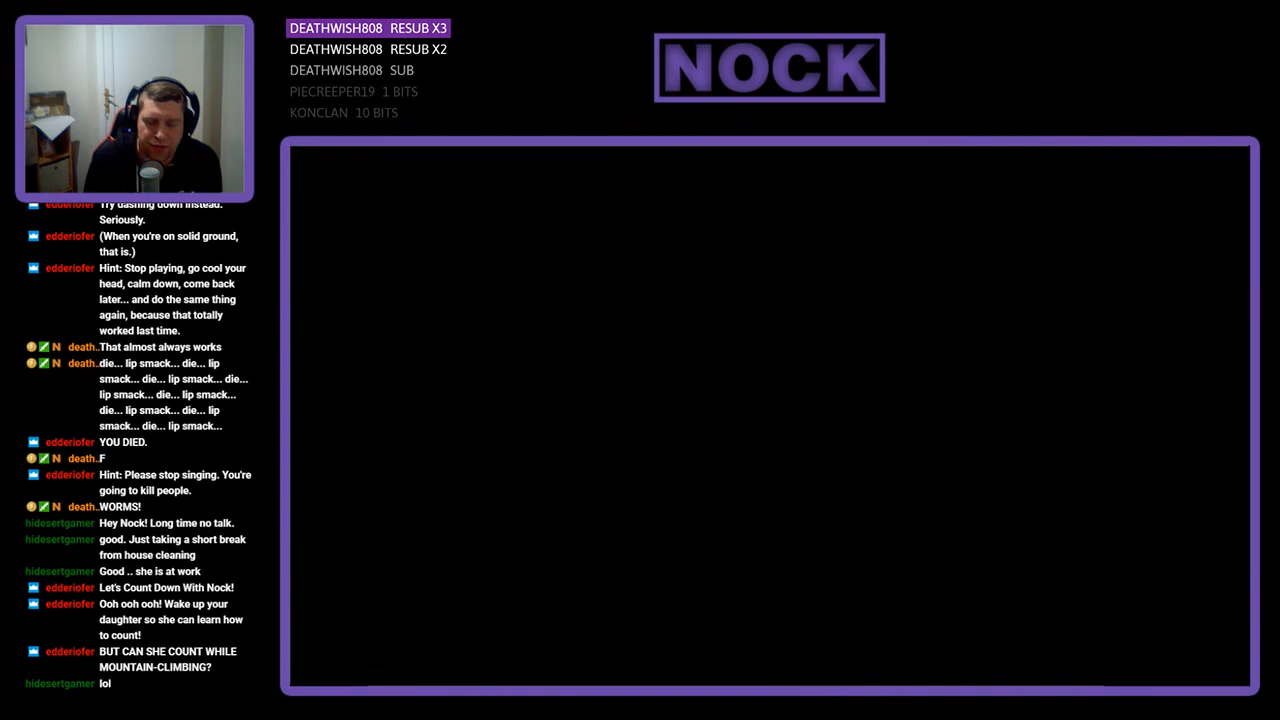 DEATHWISH808 RESUB X3
DEATHWISH808 RESUB X2
DEATHWISH808 SUB
PIECREEPER19 1 BITS
KONCLAN 10 BITS
NOCK
edderiofer Try dashing down instead.
Seriously.
edderiofer (When you're on solid ground,
that is.)
edderiofer Hint: Stop playing, go cool your
head, calm down, come back
later... and do the same thing
again, because that totally
worked last time.
N death..That almost always works
N death..die... lip smack... die... lip
smack... die... lip smack... die...
lip smack... die... lip smack...
die... lip smack... die... lip
smack... die... lip smack...
edderiofer YOU DIED.
N death..F
edderiofer Hint: Please stop singing. You're
going to kill people.
N death..WORMS!
hidesertgamer Hey Nock! Long time no talk.
hidesertgamer good. Just taking a short break
from house cleaning
hidesertgamer Good .. she is at work
edderiofer Let's Count Down With Nock!
edderiofer Ooh ooh ooh! Wake up your
daughter so she can learn how
to count!
edderiofer BUT CAN SHE COUNT WHILE
MOUNTAIN-CLIMBING?
hidesertgamer lol